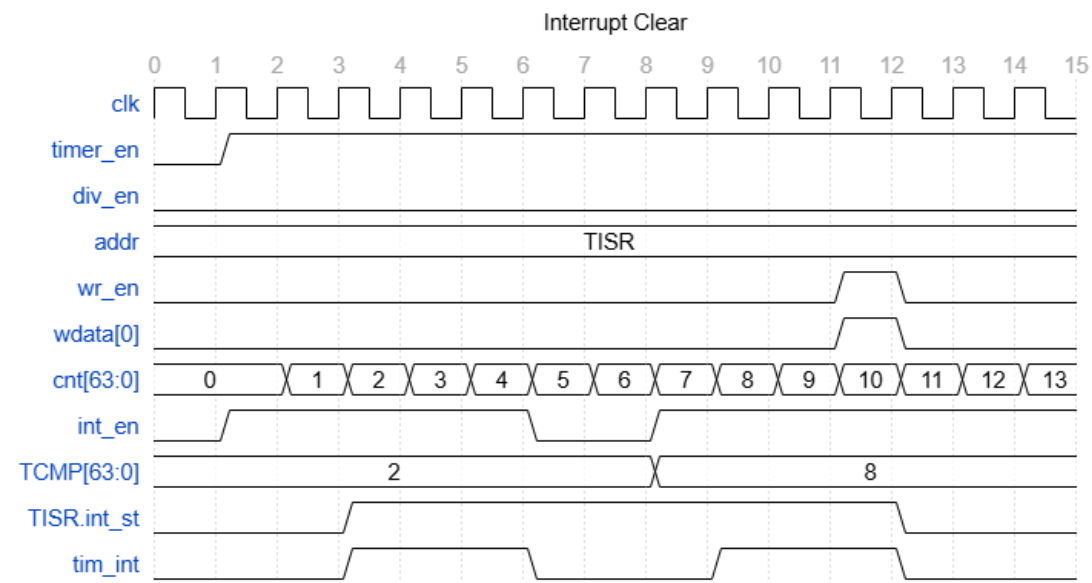 Interrupt Clear
0 1 2 3 4 5 6 7 8 9 10 11 12 13 14 15
clk
timer_en
div_en
addr TISR
wr_en
wdata[0]
cnt[63:0] 0 1 2 3 4 5 6 7 8 9 10 11 12 13
int_en
TCMP[63:0] 2 8
TISR.int_st
tim_int